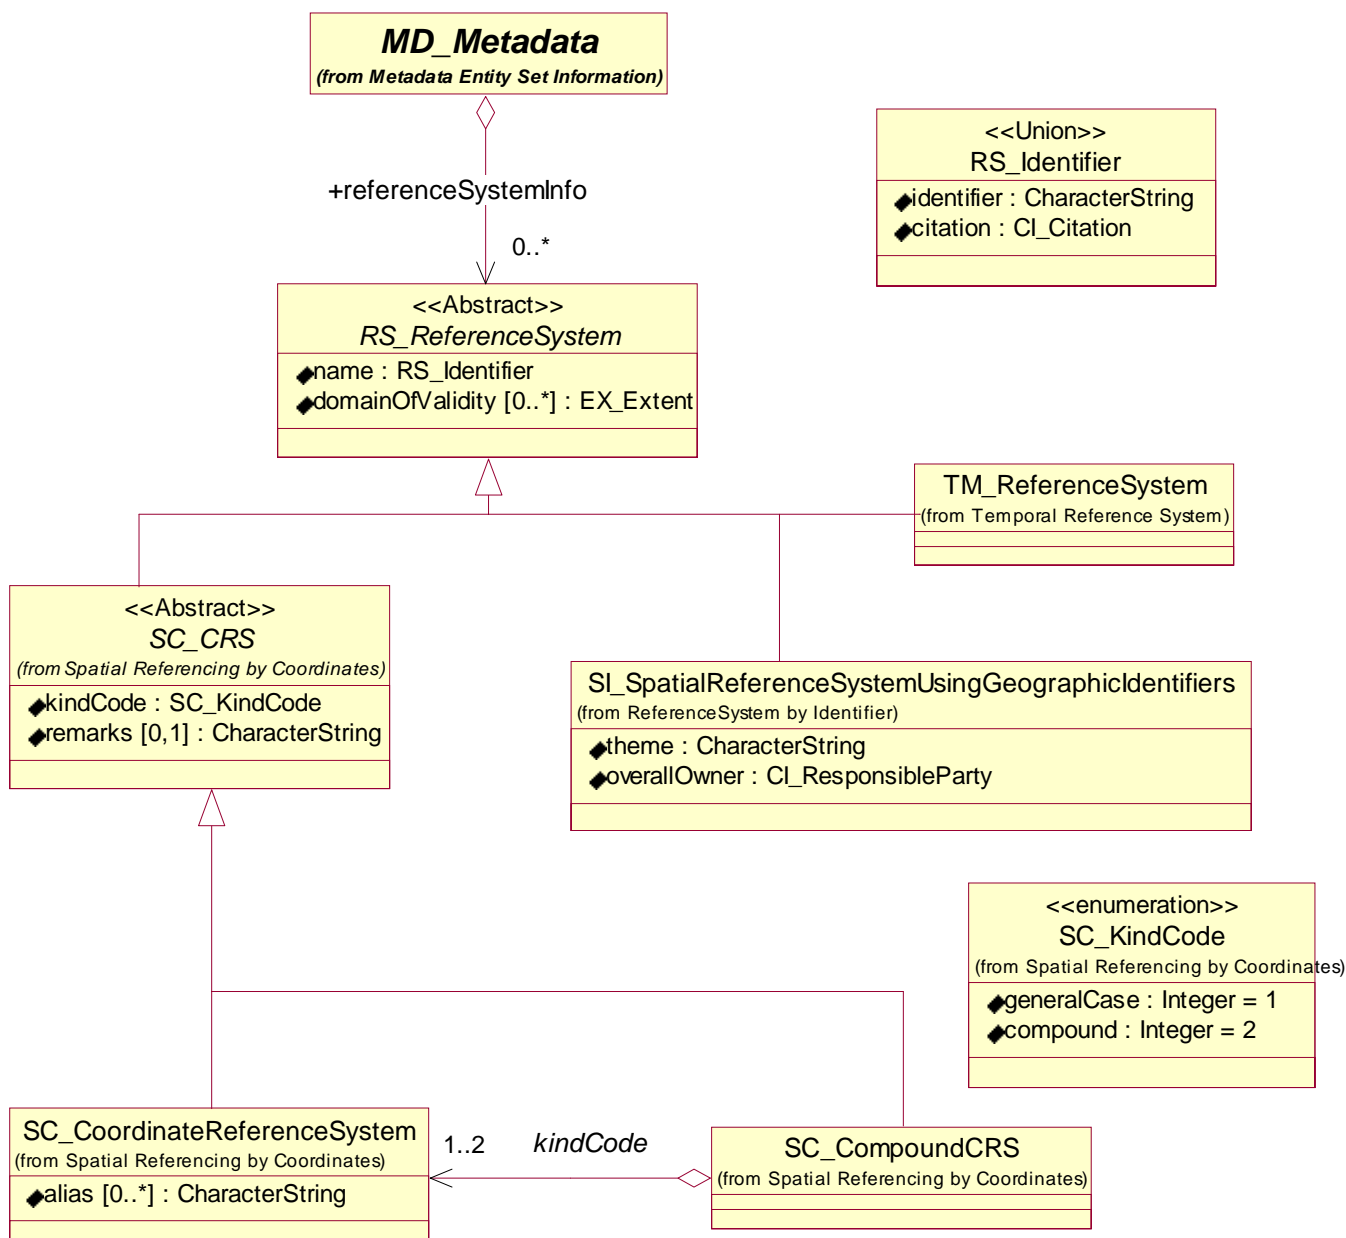 MD_Metadata
(from Metadata Entity Set Information)
+referenceSystemInfo
0..*
<<Union>>
RS_Identifier
identifier : CharacterString
citation : CI_Citation
<<Abstract>>
RS_ReferenceSystem
name : RS_Identifier
domainOfValidity [0..*] : EX_Extent
TM_ReferenceSystem
(from Temporal Reference System)
<<Abstract>>
SC_CRS
(from Spatial Referencing by Coordinates)
kindCode : SC_KindCode
remarks [0,1] : CharacterString
SI_SpatialReferenceSystemUsingGeographicIdentifiers
(from ReferenceSystem by Identifier)
theme : CharacterString
overallOwner : CI_ResponsibleParty
<<enumeration>>
SC_KindCode
(from Spatial Referencing by Coordinates)
generalCase : Integer = 1
compound : Integer = 2
SC_CoordinateReferenceSystem
(from Spatial Referencing by Coordinates)
alias [0..*] : CharacterString
1..2
kindCode
SC_CompoundCRS
(from Spatial Referencing by Coordinates)